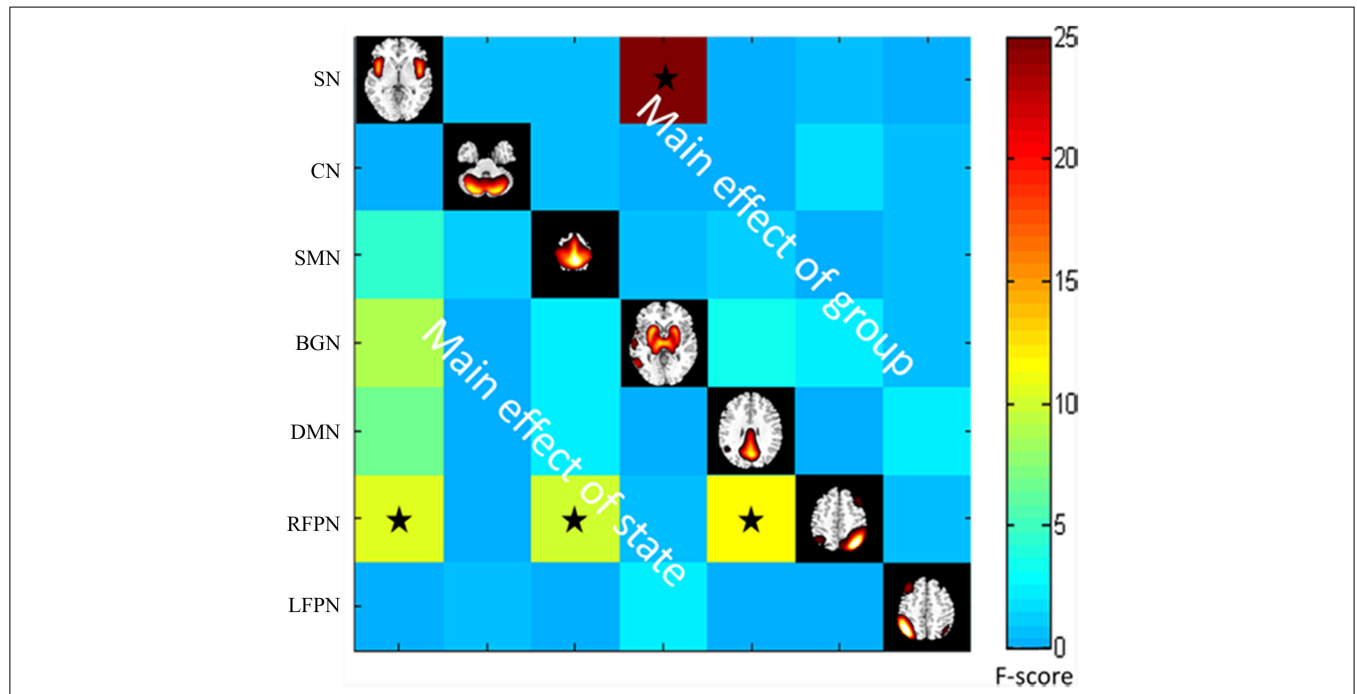 SN
CN
SMN
BGN
DMN
RFPN
LFPN
Main effect of group
Main effect of state
25
20
15
10
5
0
F-score